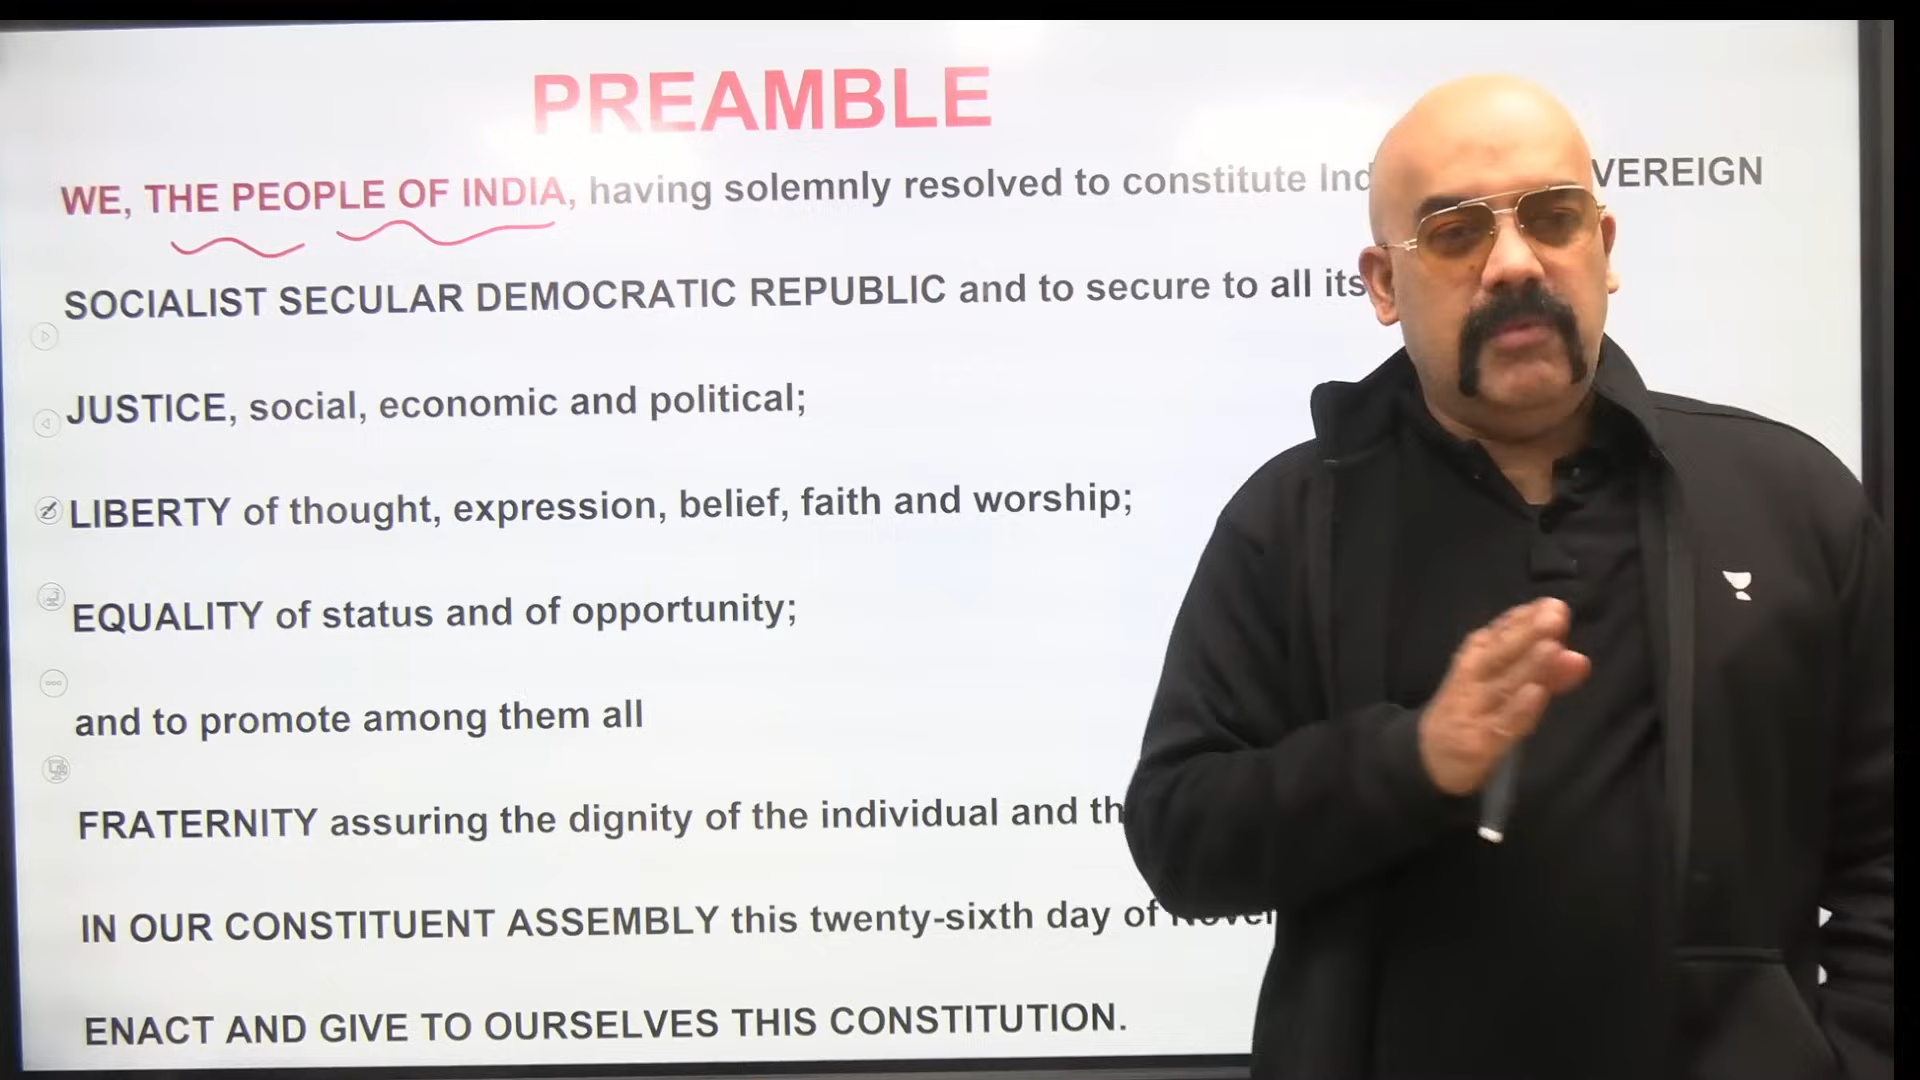 PREAMBLE
WE, THE PEOPLE OF INDIA, having solemnly resolved to constitute Ind VEREIGN
SOCIALIST SECULAR DEMOCRATIC REPUBLIC and to secure to all its
JUSTICE, social, economic and political;
LIBERTY of thought, expression, belief, faith and worship;
EQUALITY of status and of opportunity;
and to promote among them all
FRATERNITY assuring the dignity of the individual and th
IN OUR CONSTITUENT ASSEMBLY this twenty-sixth day of
ENACT AND GIVE TO OURSELVES THIS CONSTITUTION.